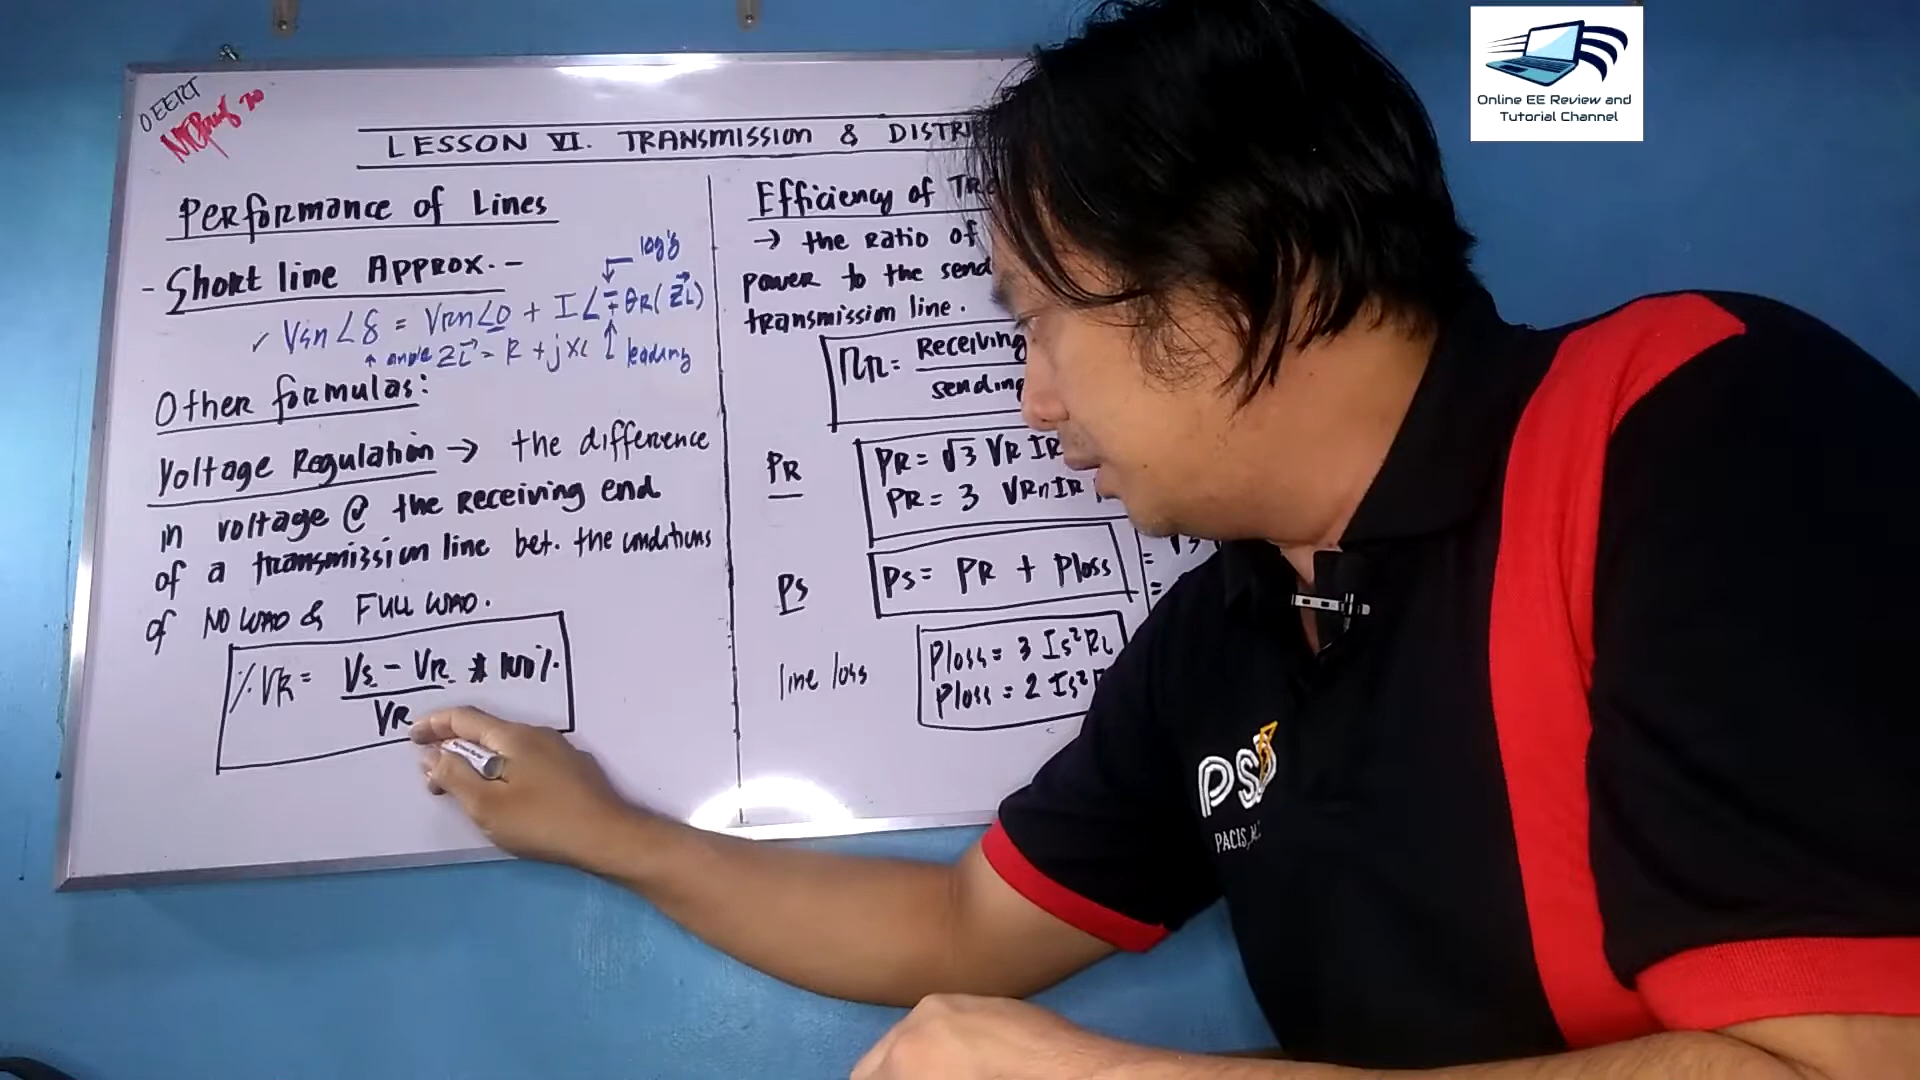 OEERT
LESSON VI. TRANSMISSION & DISTRI
Performance of Lines
- Short line Approx. -
lag'g
✓ Vsn∠δ = VRn∠0 + I∠∓θR(Z⃗L)
↑ angle Z⃗L = R + jXL
leading
Other formulas:
Voltage Regulation → the difference
in voltage @ the receiving end
of a transmission line bet. the conditions
of NO LOAD & FULL LOAD.
%VR = Vs - VR * 100%
VR
Efficiency of Tra
→ the ratio of
power to the send
transmission line.
Receiving
sending
PR
PR = √3 VR IR
PR = 3 VRn IR
Ps
Ps = PR + Ploss
line loss
Ploss = 3 Is²RL
Ploss = 2 Is²
Online EE Review and
Tutorial Channel
PACIS,